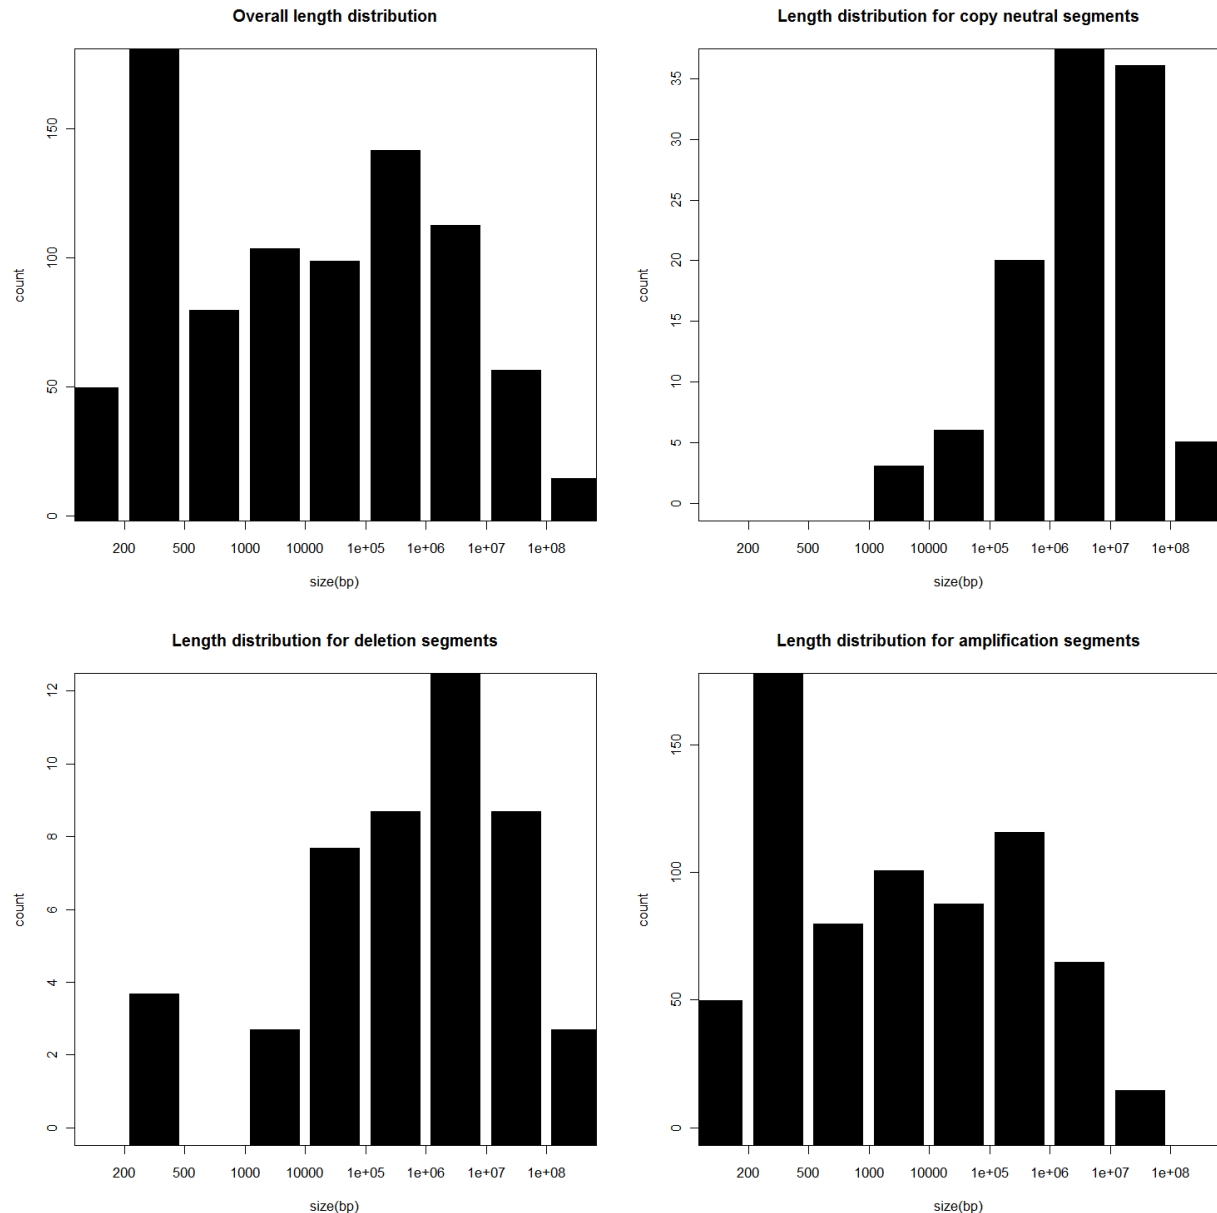 Overall length distribution
count
0 50 100 150
200 500 1000 10000 1e+05 1e+06 1e+07 1e+08
size(bp)
Length distribution for copy neutral segments
count
0 5 10 15 20 25 30 35
200 500 1000 10000 1e+05 1e+06 1e+07 1e+08
size(bp)
Length distribution for deletion segments
count
0 2 4 6 8 10 12
200 500 1000 10000 1e+05 1e+06 1e+07 1e+08
size(bp)
Length distribution for amplification segments
count
0 50 100 150
200 500 1000 10000 1e+05 1e+06 1e+07 1e+08
size(bp)